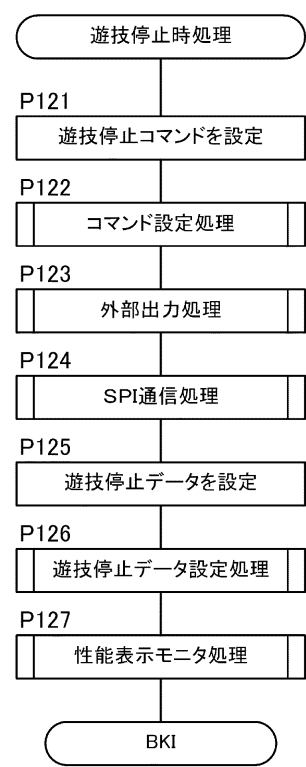 遊技停止時処理
P121
遊技停止コマンドを設定
P122
コマンド設定処理
P123
外部出力処理
P124
SPI通信処理
P125
遊技停止データを設定
P126
遊技停止データ設定処理
P127
性能表示モニタ処理
BKI